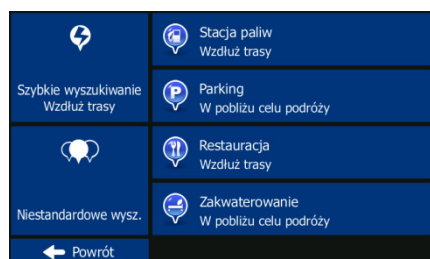 Szybkie wyszukiwanie
Wzdłuż trasy
Niestandardowe wysz.
Powrót
Stacja paliw
Wzdłuż trasy
P
Parking
W pobliżu celu podróży
Restauracja
Wzdłuż trasy
Zakwaterowanie
W pobliżu celu podróży